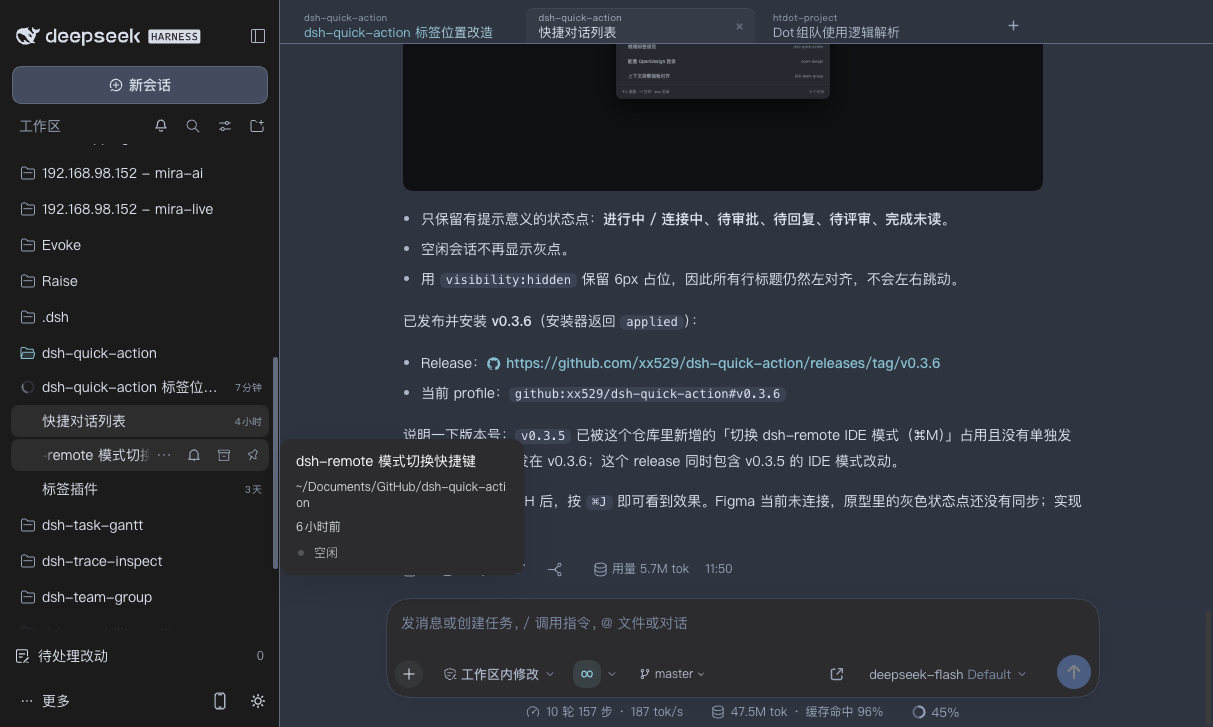 deepseek HARNESS
新会话
工作区
192.168.98.152 – mira-ai
192.168.98.152 – mira-live
Evoke
Raise
.dsh
dsh-quick-action
dsh-quick-action 标签位... 7分钟
快捷对话列表 4小时
-remote 模式切换 ···
标签插件 3天
dsh-task-gantt
dsh-trace-inspect
dsh-team-group
待处理改动 0
··· 更多
dsh-quick-action
dsh-quick-action 标签位置改造
dsh-quick-action
快捷对话列表 ×
htdot-project
Dot 组队使用逻辑解析
+
配置 OpenDesign 登录
• 只保留有提示意义的状态点：进行中 / 连接中、待审批、待回复、待评审、完成未读。
• 空闲会话不再显示灰点。
• 用 visibility:hidden 保留 6px 占位，因此所有行标题仍然左对齐，不会左右跳动。
已发布并安装 v0.3.6（安装器返回 applied）：
• Release： https://github.com/xx529/dsh-quick-action/releases/tag/v0.3.6
• 当前 profile： github:xx529/dsh-quick-action#v0.3.6
说明一下版本号： v0.3.5 已被这个仓库里新增的「切换 dsh-remote IDE 模式（⌘M）」占用且没有单独发
发在 v0.3.6；这个 release 同时包含 v0.3.5 的 IDE 模式改动。
H 后，按 ⌘J 即可看到效果。Figma 当前未连接，原型里的灰色状态点还没有同步；实现
dsh-remote 模式切换快捷键
~/Documents/GitHub/dsh-quick-acti
on
6小时前
空闲
用量 5.7M tok 11:50
发消息或创建任务, / 调用指令, @ 文件或对话
+ 工作区内修改 ∞ master deepseek-flash Default
10 轮 157 步 · 187 tok/s 47.5M tok · 缓存命中 96% 45%